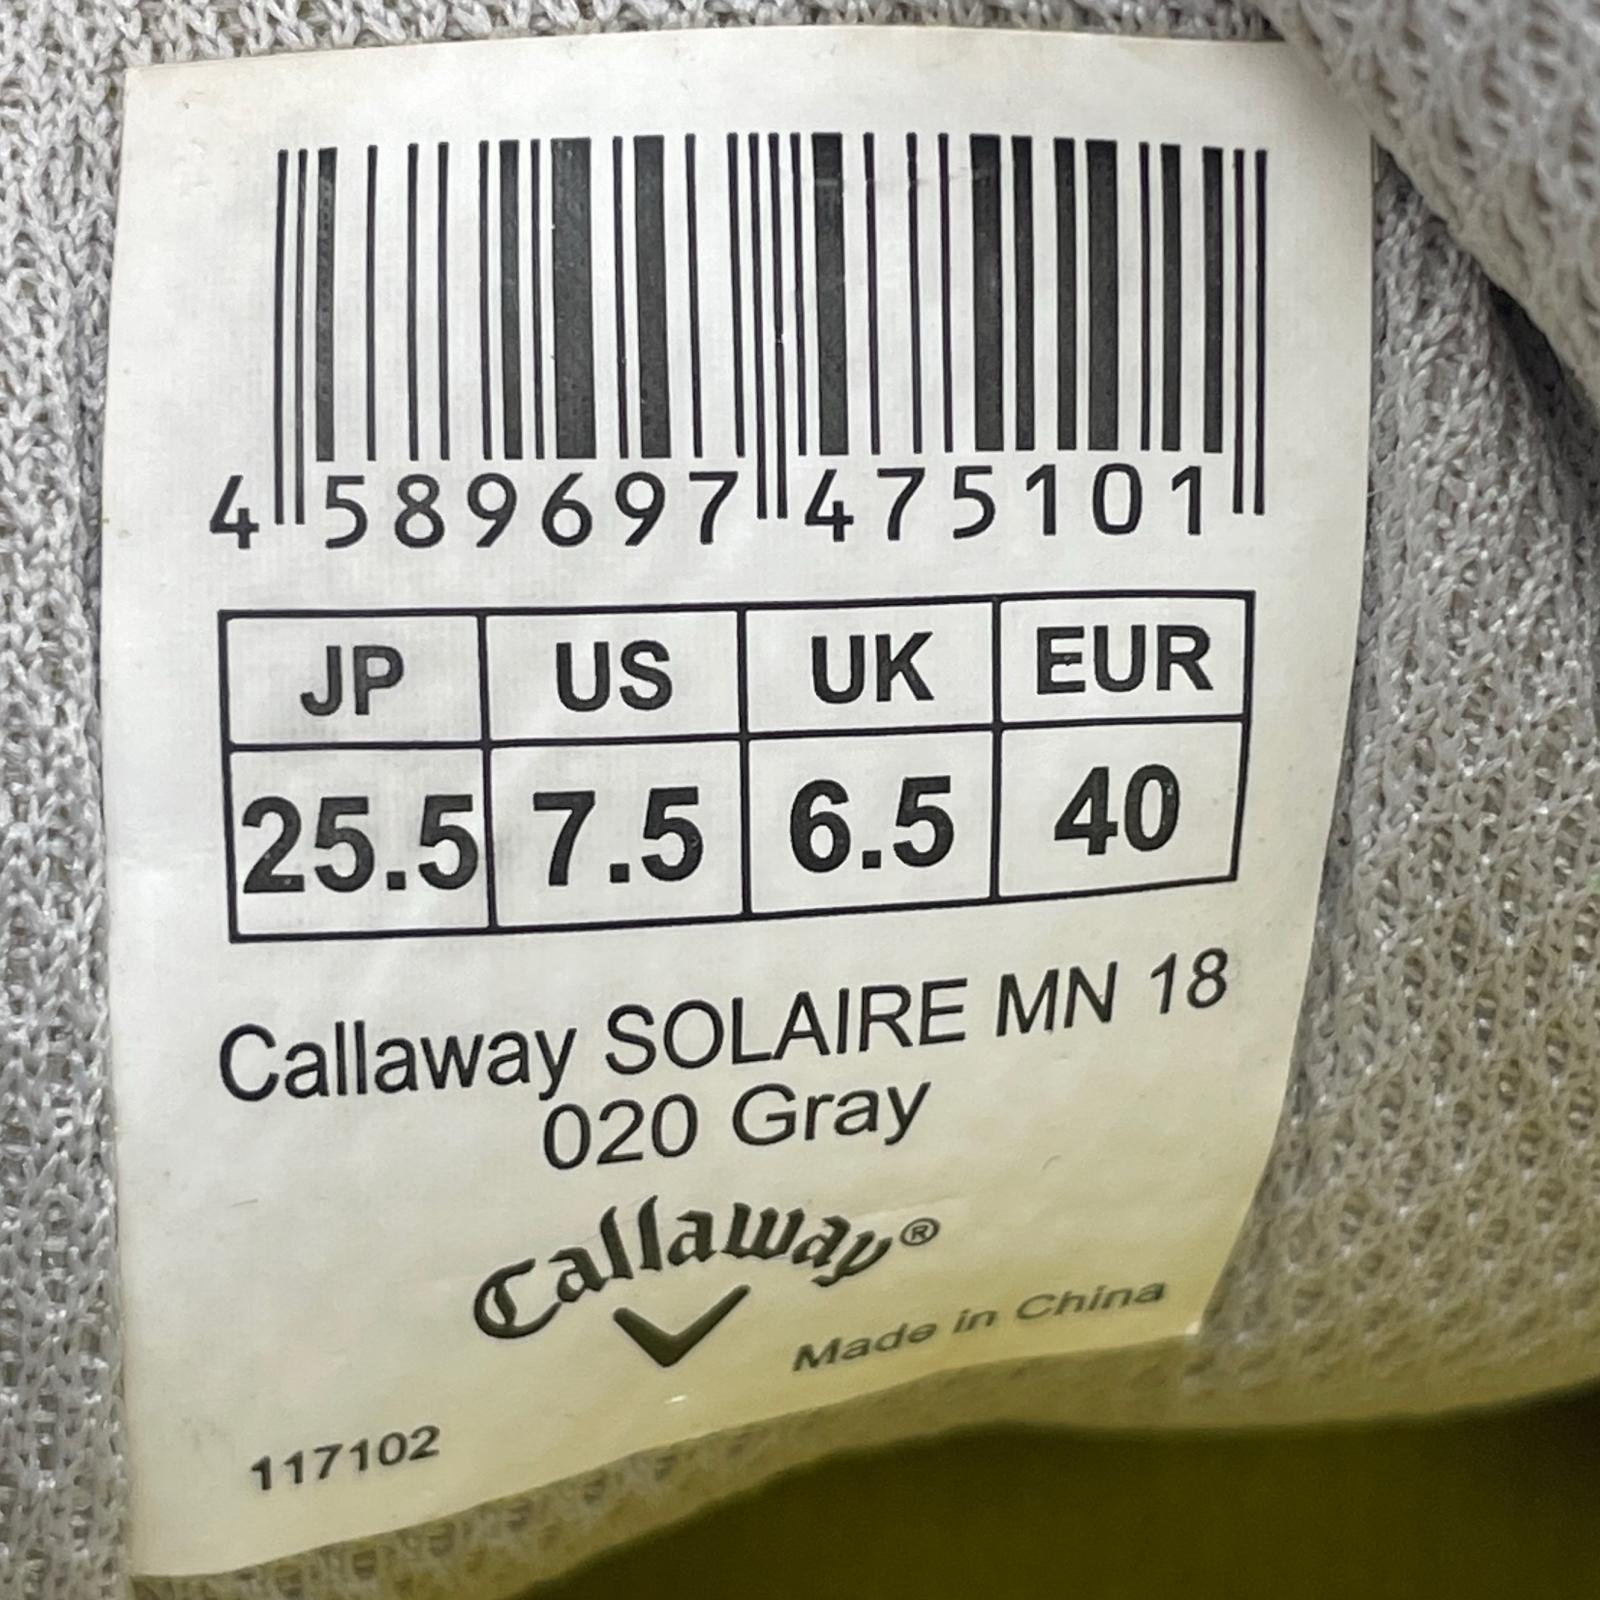 4 589697 475101
JP US UK EUR
25.5 7.5 6.5 40
Callaway SOLAIRE MN 18
020 Gray
Callaway®
Made in China
117102